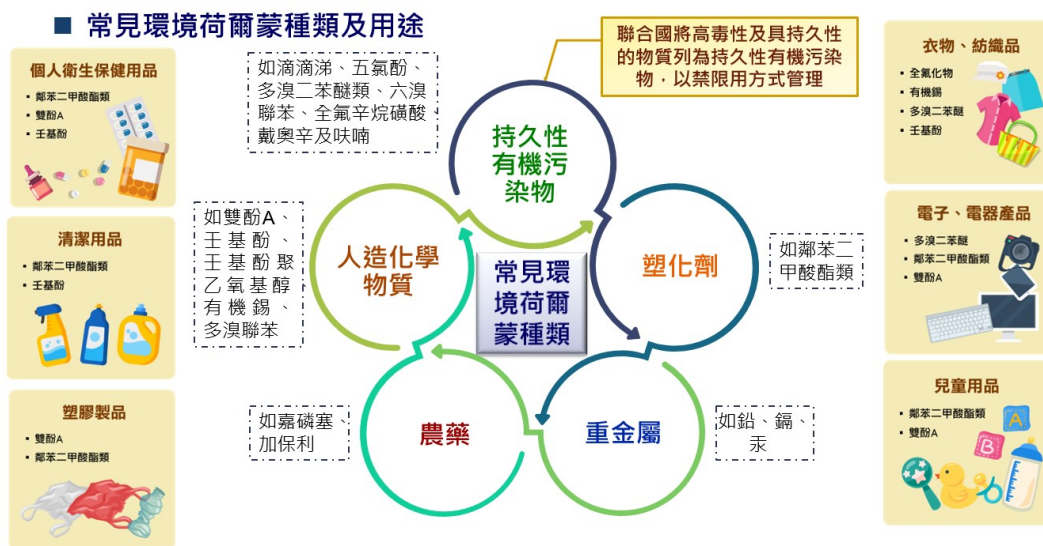 ■ 常見環境荷爾蒙種類及用途
個人衛生保健用品
▪ 鄰苯二甲酸酯類
▪ 雙酚A
▪ 壬基酚
清潔用品
▪ 鄰苯二甲酸酯類
▪ 壬基酚
塑膠製品
▪ 雙酚A
▪ 鄰苯二甲酸酯類
如滴滴涕、五氯酚、
多溴二苯醚類、六溴
聯苯、全氟辛烷磺酸、
戴奧辛及呋喃
聯合國將高毒性及具持久性
的物質列為持久性有機污染
物，以禁限用方式管理
持久性
有機污
染物
如雙酚A、
壬基酚、
壬基酚聚
乙氧基醇、
有機錫、
多溴聯苯
人造化學
物質
常見環
境荷爾
蒙種類
塑化劑
如鄰苯二
甲酸酯類
如嘉磷塞、
加保利
農藥
重金屬
如鉛、鎘、
汞
衣物、紡織品
▪ 全氟化物
▪ 有機錫
▪ 多溴二苯醚
▪ 壬基酚
電子、電器產品
▪ 多溴二苯醚
▪ 鄰苯二甲酸酯類
▪ 雙酚A
兒童用品
▪ 鄰苯二甲酸酯類
▪ 雙酚A
A
B